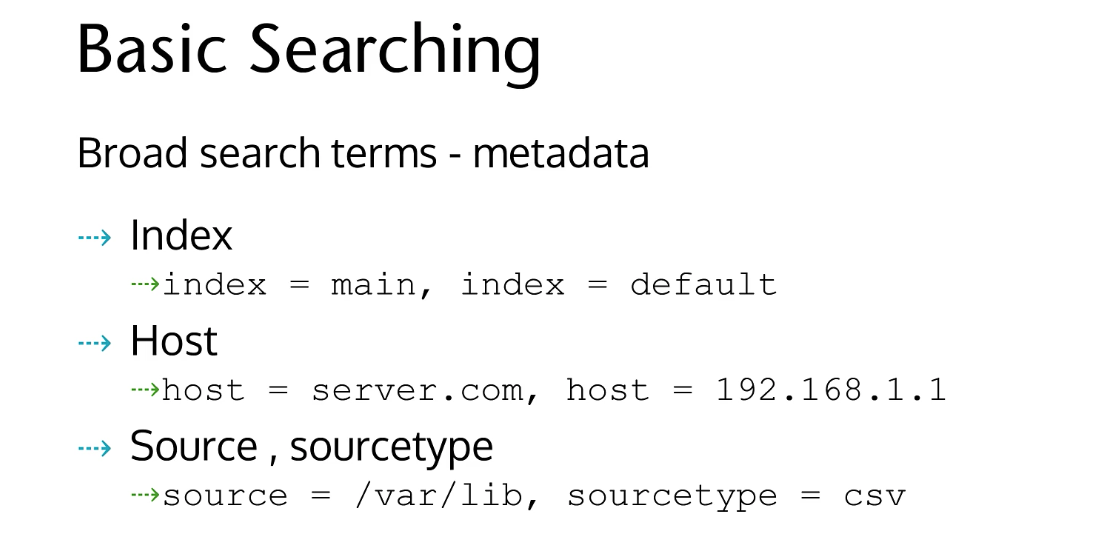 Basic Searching
Broad search terms - metadata
⇢ Index
⇢index = main, index = default
⇢ Host
⇢host = server.com, host = 192.168.1.1
⇢ Source , sourcetype
⇢source = /var/lib, sourcetype = csv